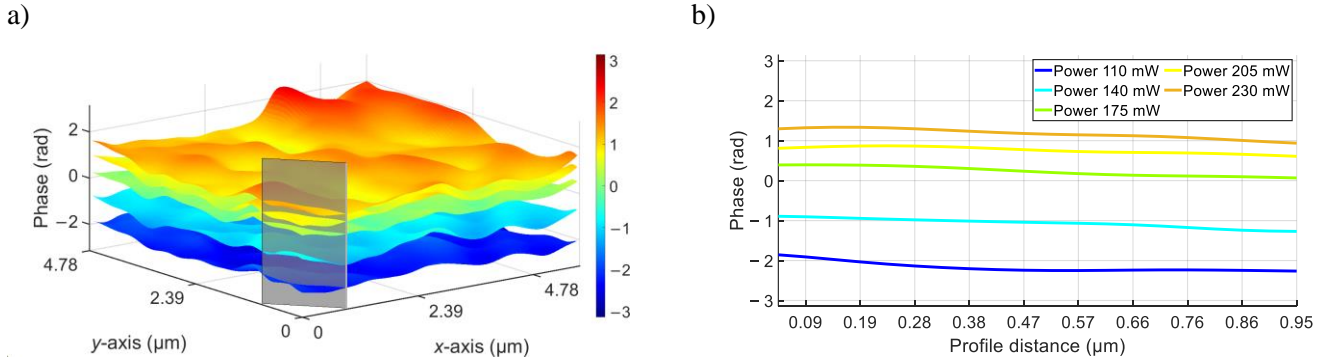 a)
b)
3
2
1
0
−1
−2
−3
2
0
−2
Phase (rad)
4.78
2.39
0
y-axis (µm)
0
2.39
4.78
x-axis (µm)
3
2
1
0
−1
−2
−3
Phase (rad)
Power 110 mW
Power 205 mW
Power 140 mW
Power 230 mW
Power 175 mW
0.09 0.19 0.28 0.38 0.47 0.57 0.66 0.76 0.86 0.95
Profile distance (µm)